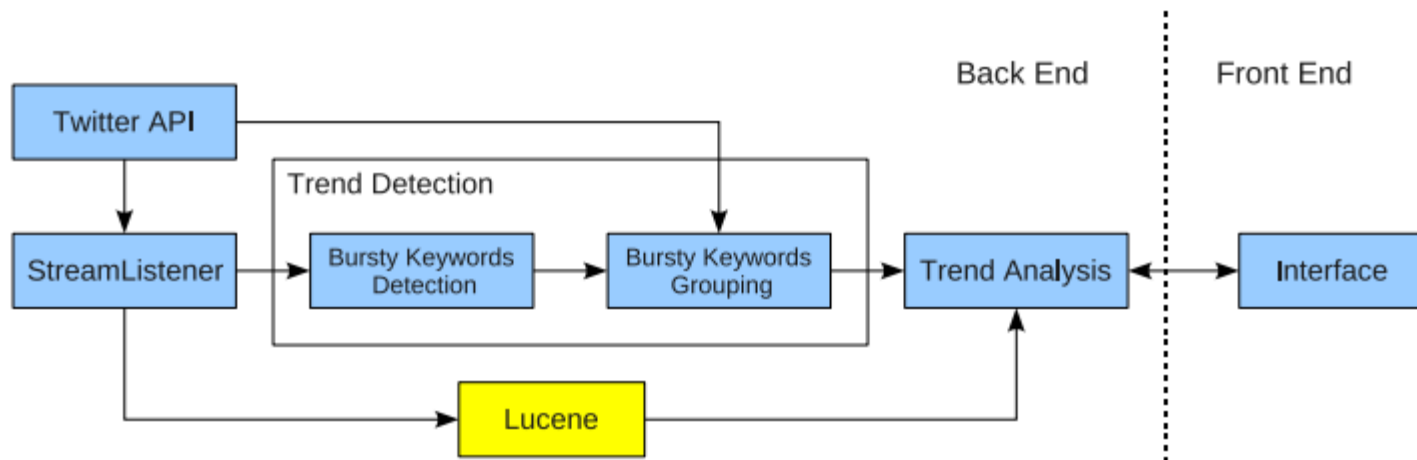 Back End
Front End
Twitter API
Trend Detection
StreamListener
Bursty Keywords
Detection
Bursty Keywords
Grouping
Trend Analysis
Interface
Lucene